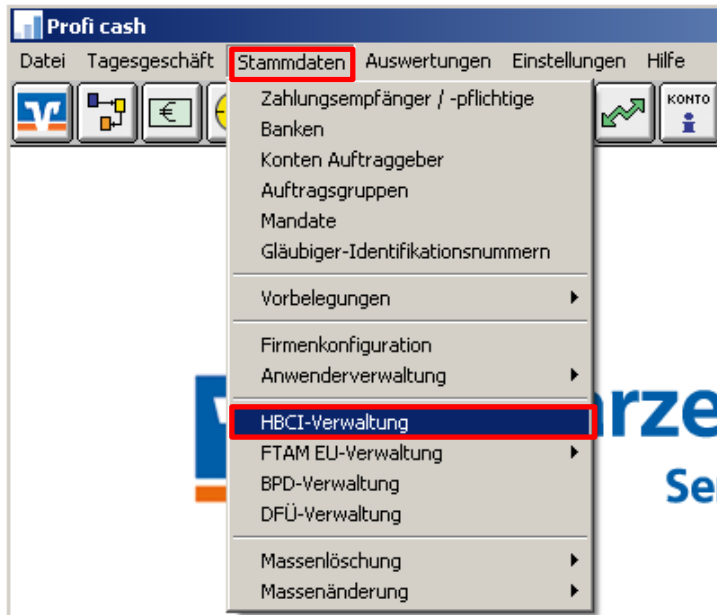 Profi cash
Datei Tagesgeschäft Stammdaten Auswertungen Einstellungen Hilfe
KONTO
Zahlungsempfänger / -pflichtige
Banken
Konten Auftraggeber
Auftragsgruppen
Mandate
Gläubiger-Identifikationsnummern
Vorbelegungen
Firmenkonfiguration
Anwenderverwaltung
HBCI-Verwaltung
FTAM EU-Verwaltung
BPD-Verwaltung
DFÜ-Verwaltung
Massenlöschung
Massenänderung